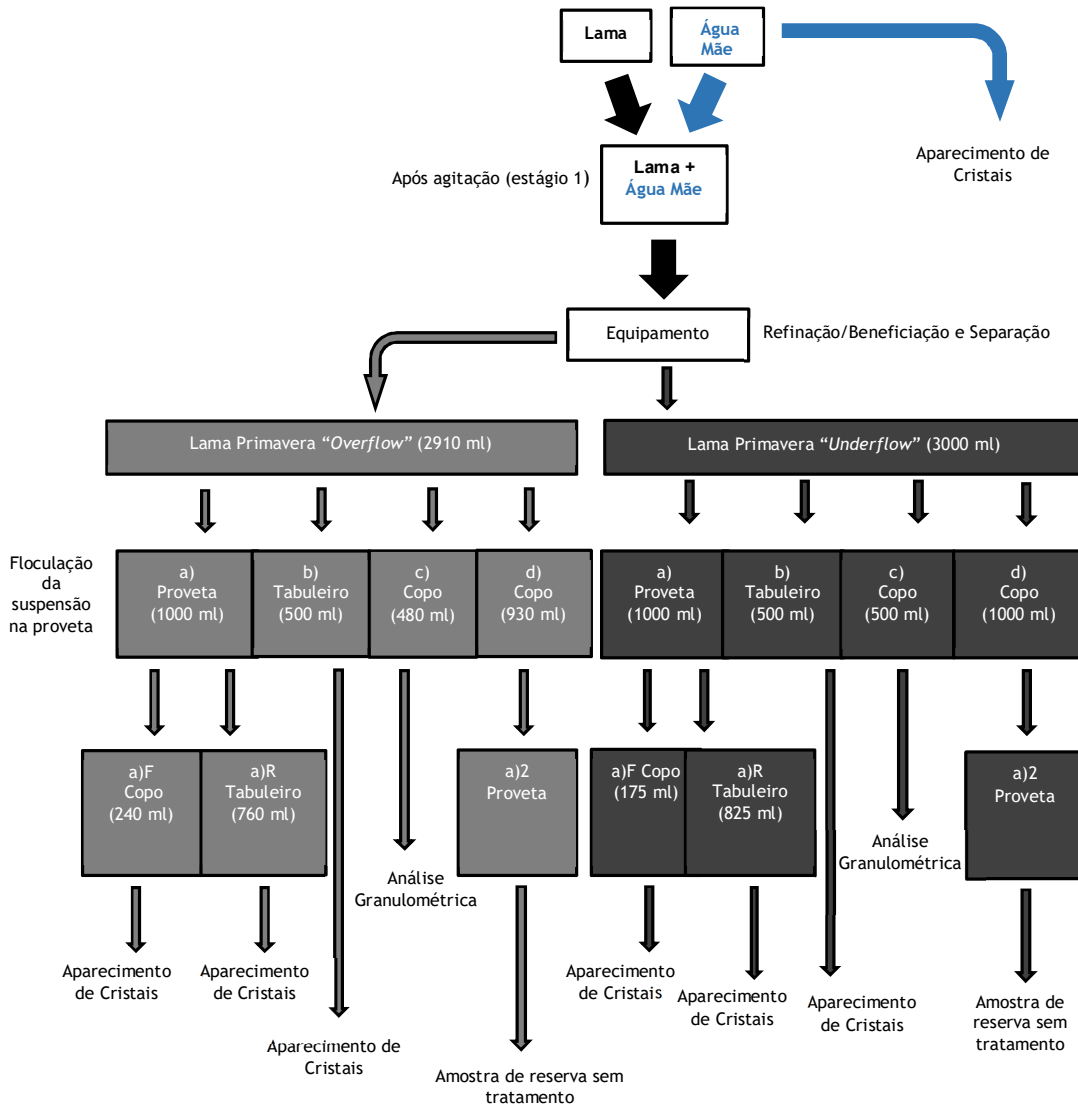 Lama
Água
Mãe
Aparecimento de
Cristais
Após agitação (estágio 1)
Lama +
Água Mãe
Equipamento
Refinação/Beneficiação e Separação
Lama Primavera “Overflow” (2910 ml)
Lama Primavera “Underflow” (3000 ml)
Floculação
da
suspensão
na proveta
a)
Proveta
(1000 ml)
b)
Tabuleiro
(500 ml)
c)
Copo
(480 ml)
d)
Copo
(930 ml)
a)
Proveta
(1000 ml)
b)
Tabuleiro
(500 ml)
c)
Copo
(500 ml)
d)
Copo
(1000 ml)
a)F
Copo
(240 ml)
a)R
Tabuleiro
(760 ml)
a)2
Proveta
a)F Copo
(175 ml)
a)R
Tabuleiro
(825 ml)
a)2
Proveta
Análise
Granulométrica
Análise
Granulométrica
Aparecimento
de Cristais
Aparecimento
de Cristais
Aparecimento de
Cristais
Amostra de reserva sem
tratamento
Aparecimento
de Cristais
Aparecimento
de Cristais
Aparecimento
de Cristais
Amostra de
reserva sem
tratamento